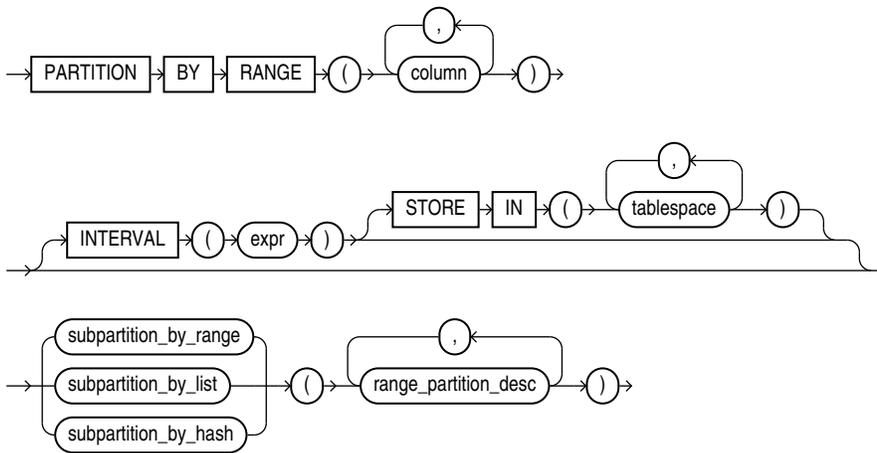 ,
PARTITION BY RANGE ( column )
,
STORE IN ( tablespace )
INTERVAL ( expr )
subpartition_by_range
,
subpartition_by_list ( range_partition_desc )
subpartition_by_hash